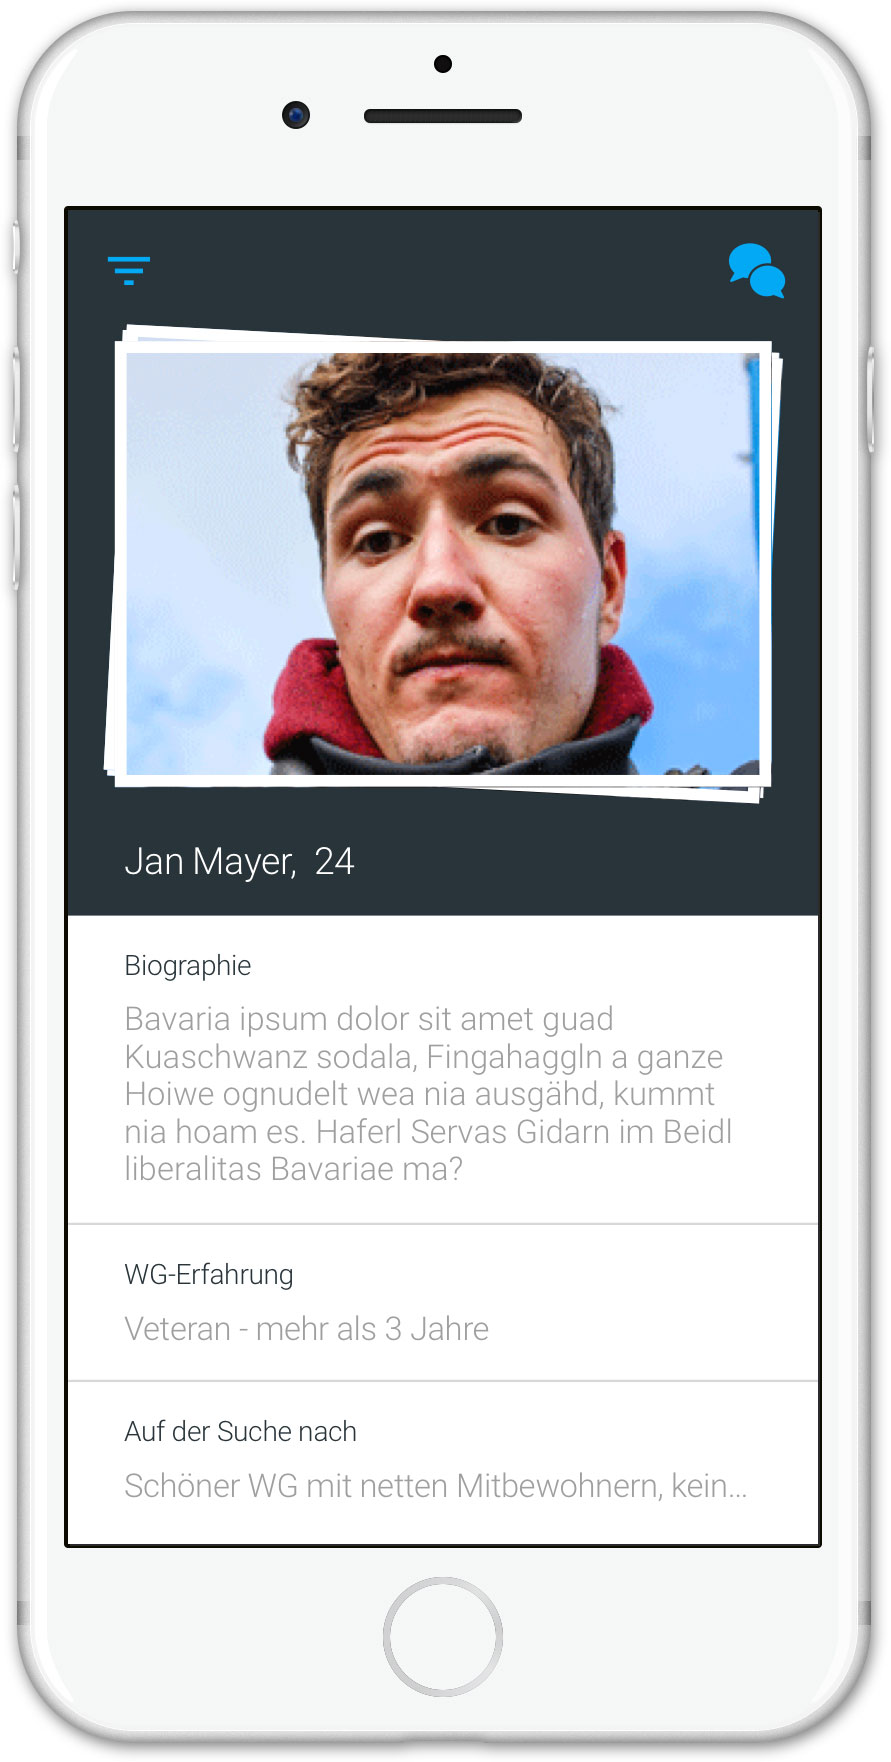 Jan Mayer,  24
Biographie
Bavaria ipsum dolor sit amet guad
Kuaschwanz sodala, Fingahaggln a ganze
Hoiwe ognudelt wea nia ausgähd, kummt
nia hoam es. Haferl Servas Gidarn im Beidl
liberalitas Bavariae ma?
WG-Erfahrung
Veteran - mehr als 3 Jahre
Auf der Suche nach
Schöner WG mit netten Mitbewohnern, kein...